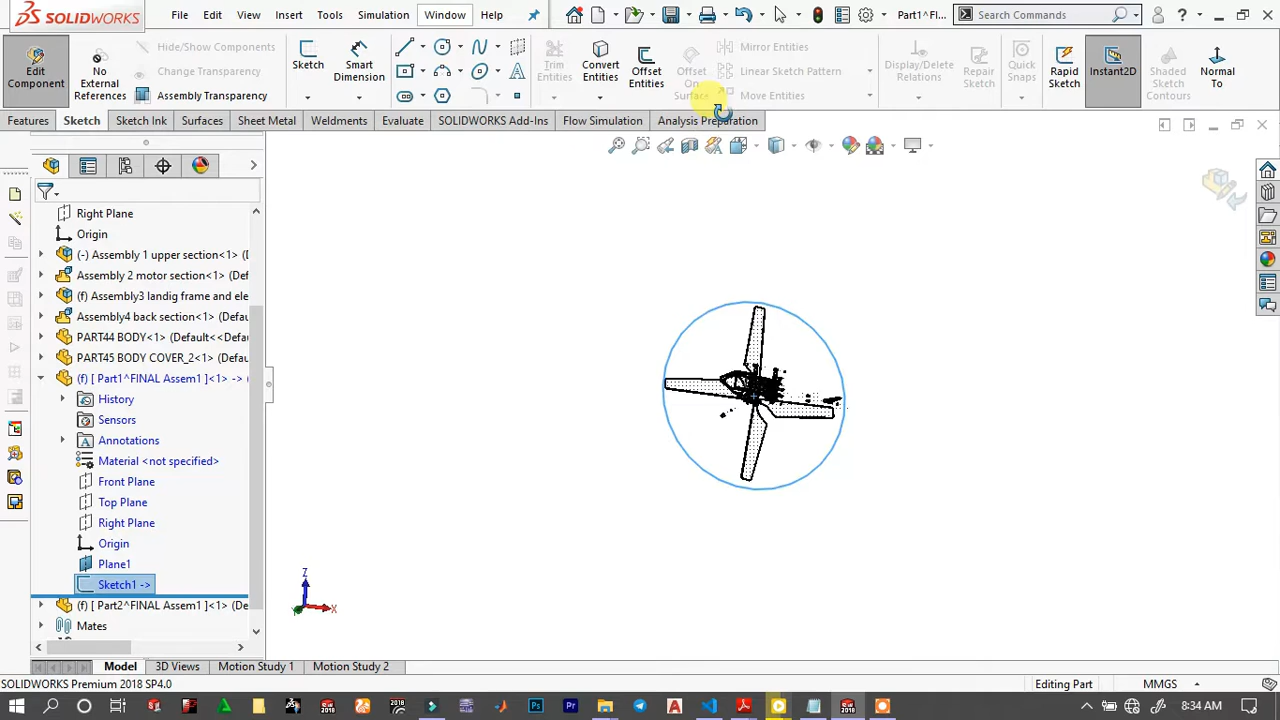 SOLIDWORKS File Edit View Insert Tools Simulation Window Help Part1^Fl... Search Commands ?
Edit Component
No External References
Hide/Show Components
Change Transparency
Assembly Transparency
Sketch
Smart Dimension
Trim Entities
Convert Entities
Offset Entities
Offset On Surface
Mirror Entities
Linear Sketch Pattern
Move Entities
Display/Delete Relations
Repair Sketch
Quick Snaps
Rapid Sketch
Instant2D
Shaded Sketch Contours
Normal To
Features Sketch Sketch Ink Surfaces Sheet Metal Weldments Evaluate SOLIDWORKS Add-Ins Flow Simulation Analysis Preparation
Right Plane
Origin
(-) Assembly 1 upper section<1> (D
Assembly 2 motor section<1> (Def
(f) Assembly3 landig frame and ele
Assembly4 back section<1> (Defau
PART44 BODY<1> (Default<<Defau
PART45 BODY COVER_2<1> (Defau
(f) [ Part1^FINAL Assem1 ]<1> -> (
History
Sensors
Annotations
Material <not specified>
Front Plane
Top Plane
Right Plane
Origin
Plane1
Sketch1 ->
(f) [ Part2^FINAL Assem1 ]<1> (De
Mates
Z
X
Model 3D Views Motion Study 1 Motion Study 2
SOLIDWORKS Premium 2018 SP4.0 Editing Part MMGS
8:34 AM